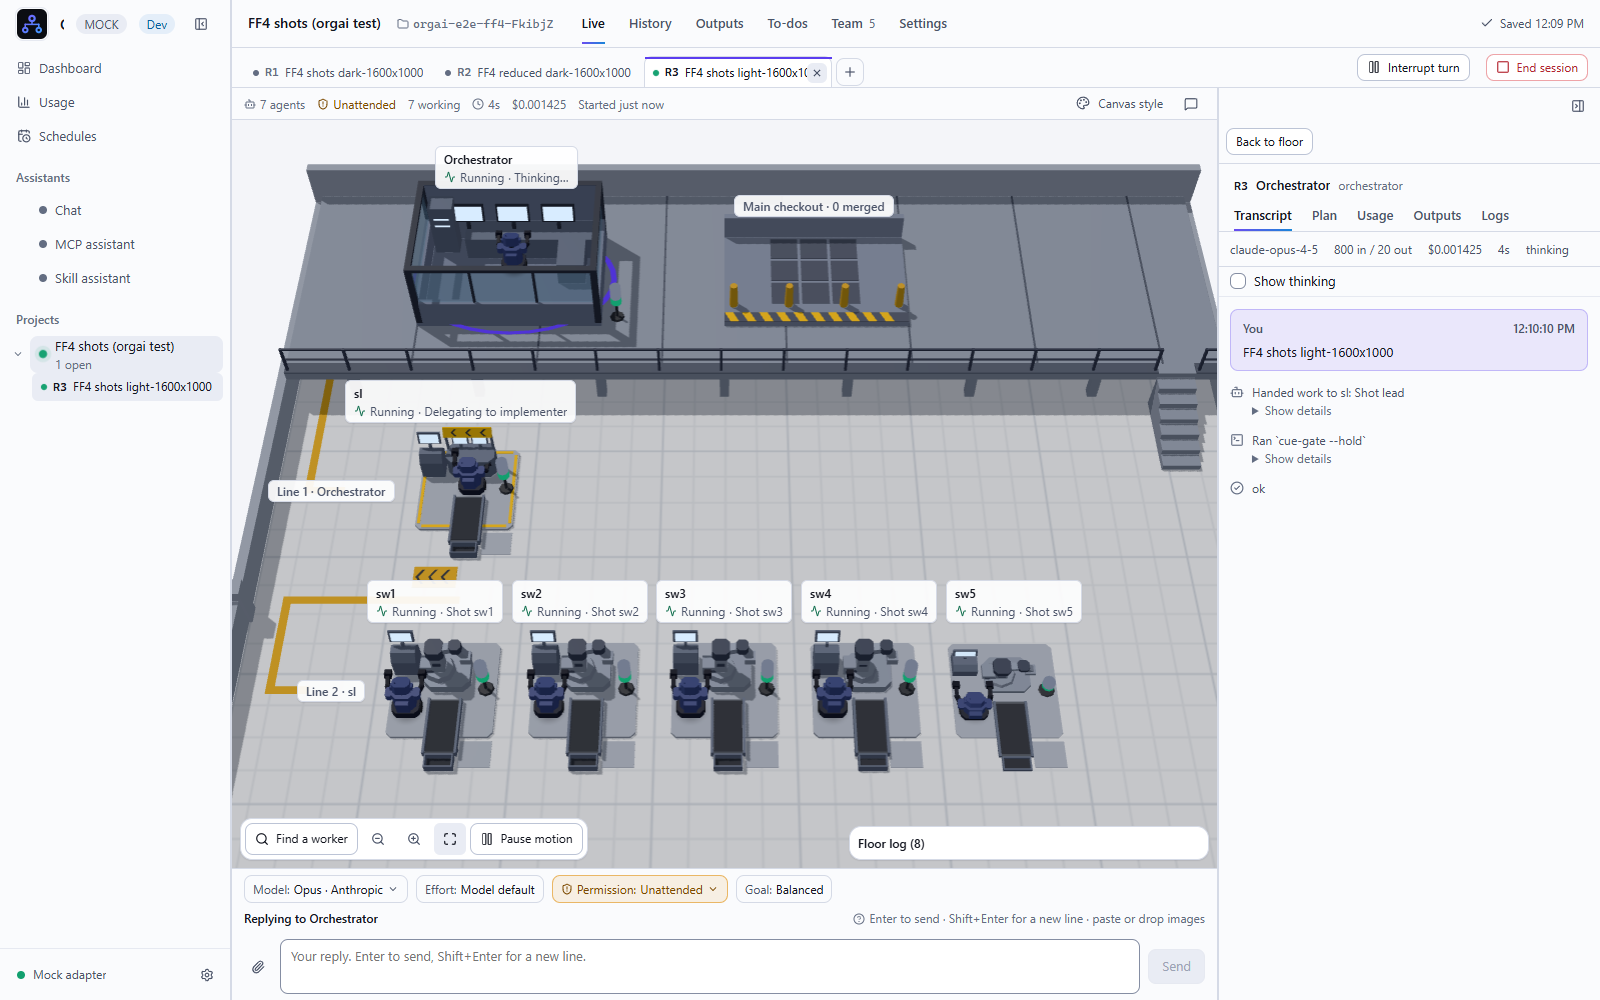 MOCK
Dev
Dashboard
Usage
Schedules
Assistants
Chat
MCP assistant
Skill assistant
Projects
FF4 shots (orgai test)
1 open
R3 FF4 shots light-1600x1000
Mock adapter
FF4 shots (orgai test)
orgai-e2e-ff4-FkibjZ
Live
History
Outputs
To-dos
Team 5
Settings
Saved 12:09 PM
R1 FF4 shots dark-1600x1000
R2 FF4 reduced dark-1600x1000
R3 FF4 shots light-1600x10
Interrupt turn
End session
7 agents
Unattended
7 working
4s
$0.001425
Started just now
Canvas style
Orchestrator
Running · Thinking...
Main checkout · 0 merged
sl
Running · Delegating to implementer
Line 1 · Orchestrator
sw1
Running · Shot sw1
sw2
Running · Shot sw2
sw3
Running · Shot sw3
sw4
Running · Shot sw4
sw5
Running · Shot sw5
Line 2 · sl
Find a worker
Pause motion
Floor log (8)
Model: Opus · Anthropic
Effort: Model default
Permission: Unattended
Goal: Balanced
Replying to Orchestrator
Enter to send · Shift+Enter for a new line · paste or drop images
Your reply. Enter to send, Shift+Enter for a new line.
Send
Back to floor
R3 Orchestrator orchestrator
Transcript
Plan
Usage
Outputs
Logs
claude-opus-4-5
800 in / 20 out
$0.001425
4s
thinking
Show thinking
You
12:10:10 PM
FF4 shots light-1600x1000
Handed work to sl: Shot lead
Show details
Ran `cue-gate --hold`
Show details
ok